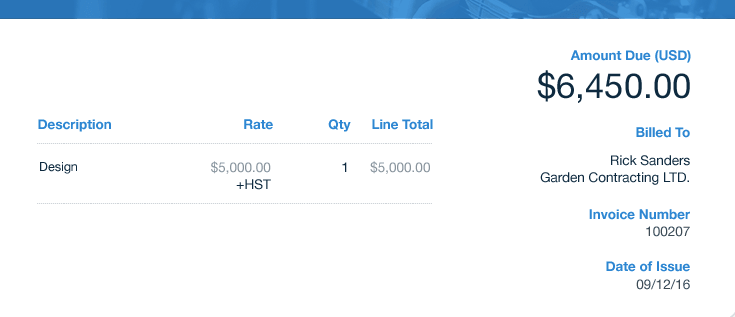 Amount Due (USD)
$6,450.00
Description Rate Qty Line Total
Design $5,000.00 1 $5,000.00
+HST
Billed To
Rick Sanders
Garden Contracting LTD.
Invoice Number
100207
Date of Issue
09/12/16